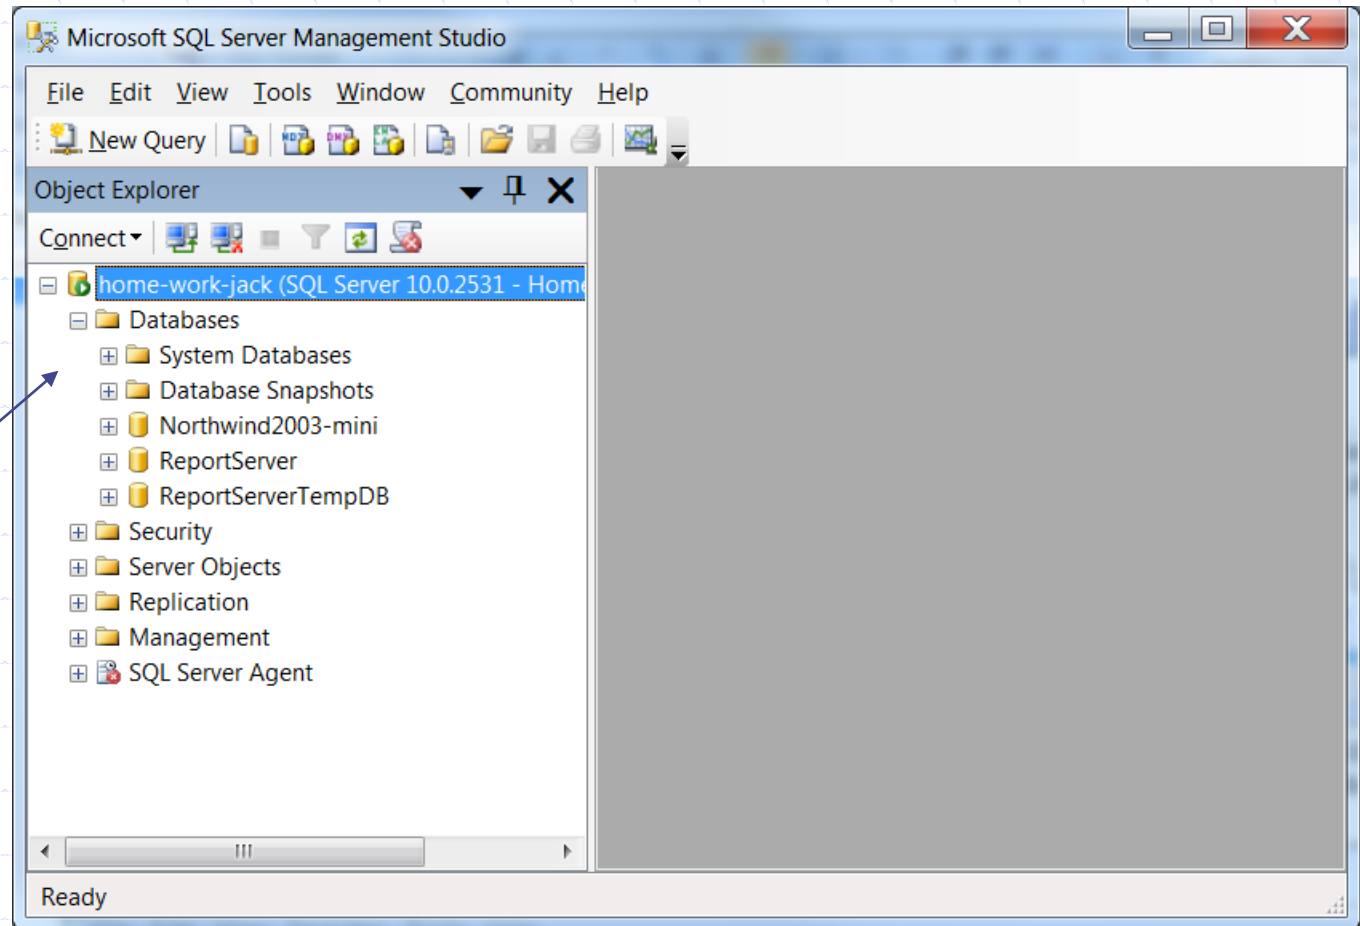 Microsoft SQL Server Management Studio
File Edit View Tools Window Community Help
New Query
Object Explorer
Connect
home-work-jack (SQL Server 10.0.2531 - Home
Databases
System Databases
Database Snapshots
Northwind2003-mini
ReportServer
ReportServerTempDB
Security
Server Objects
Replication
Management
SQL Server Agent
Ready